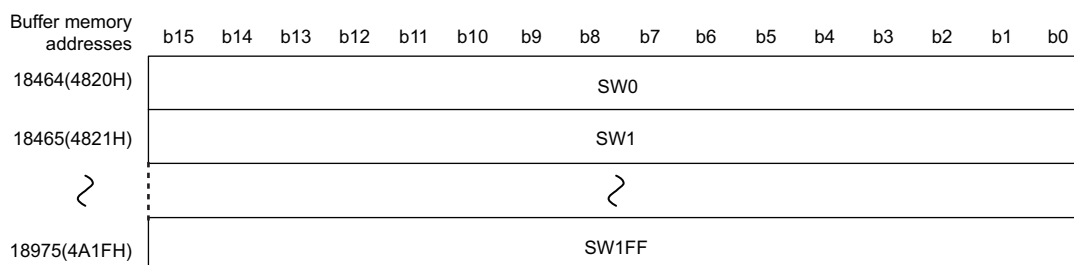 Buffer memory
addresses b15 b14 b13 b12 b11 b10 b9 b8 b7 b6 b5 b4 b3 b2 b1 b0
18464(4820H) SW0
18465(4821H) SW1
18975(4A1FH) SW1FF